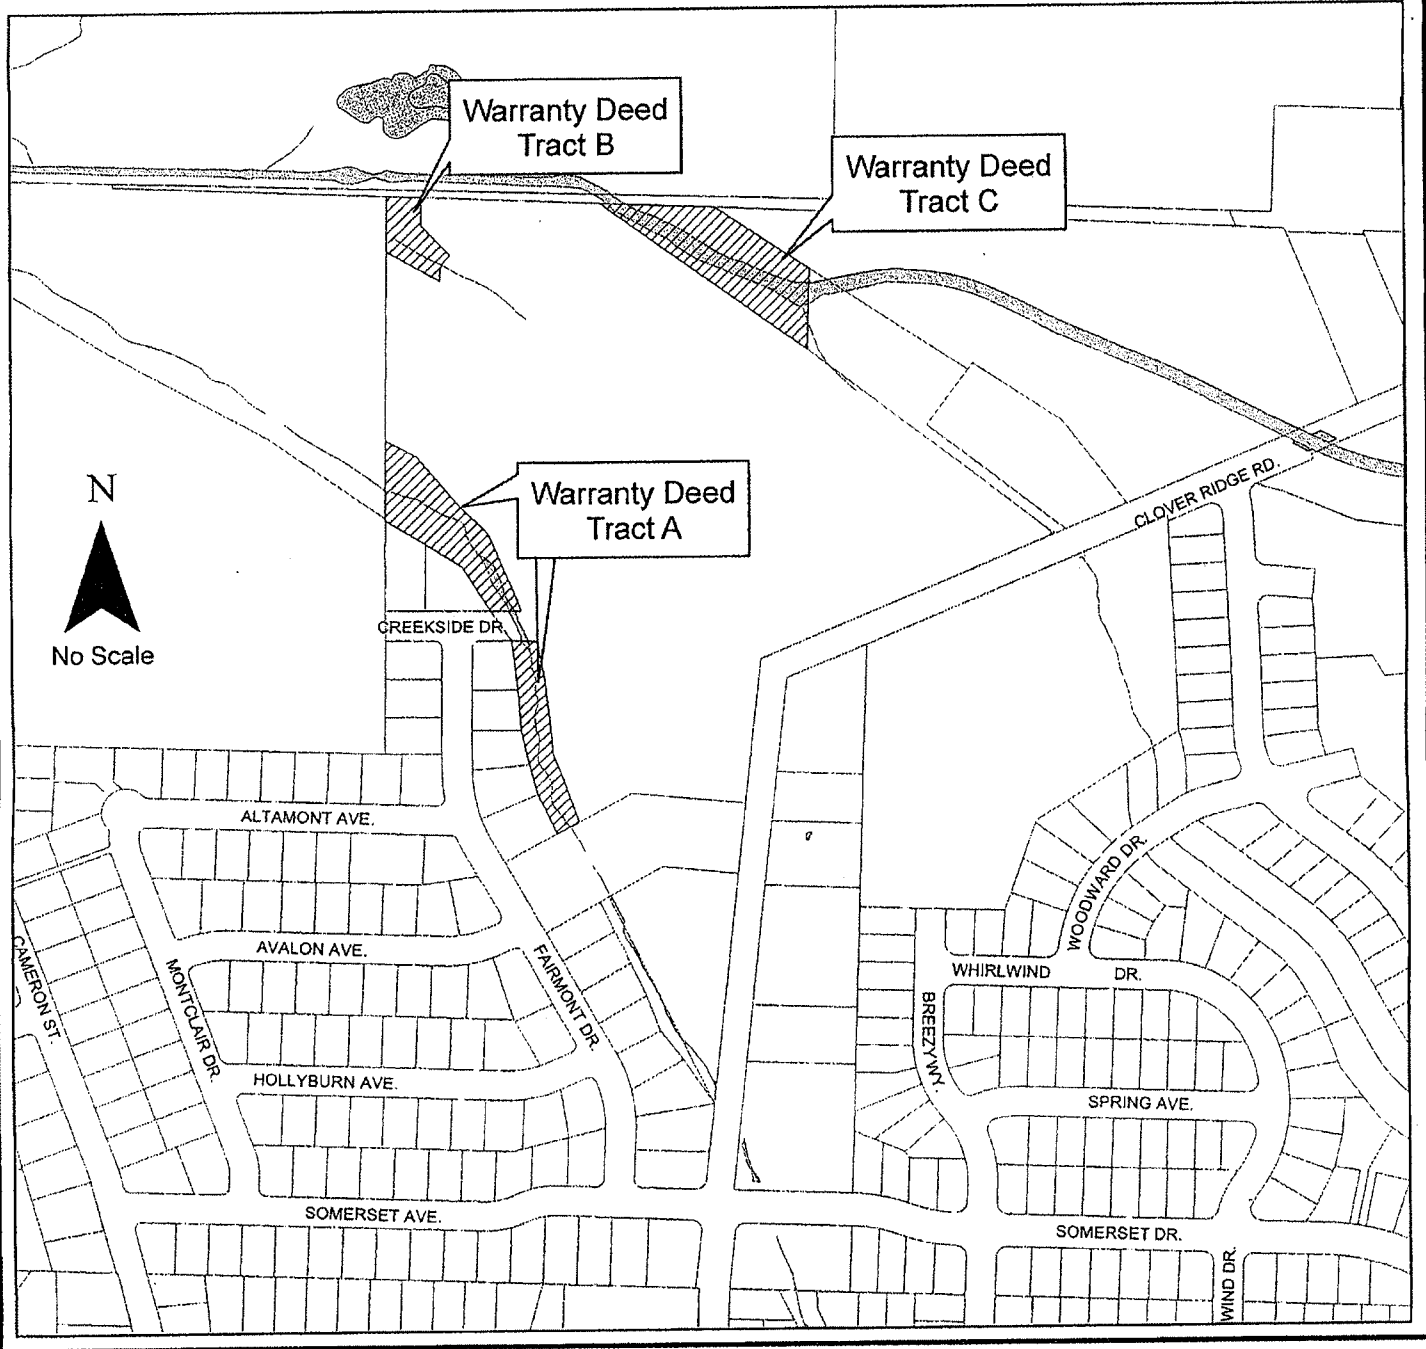 Warranty Deed
Tract B
Warranty Deed
Tract C
Warranty Deed
Tract A
N
No Scale
CLOVER RIDGE RD.
CREEKSIDE DR.
ALTAMONT AVE.
WOODWARD DR.
AVALON AVE.
FAIRMONT DR.
CAMERON ST.
MONTCLAIR DR.
WHIRLWIND DR.
BREEZY WY.
HOLLYBURN AVE.
SPRING AVE.
SOMERSET AVE.
SOMERSET DR.
WIND DR.